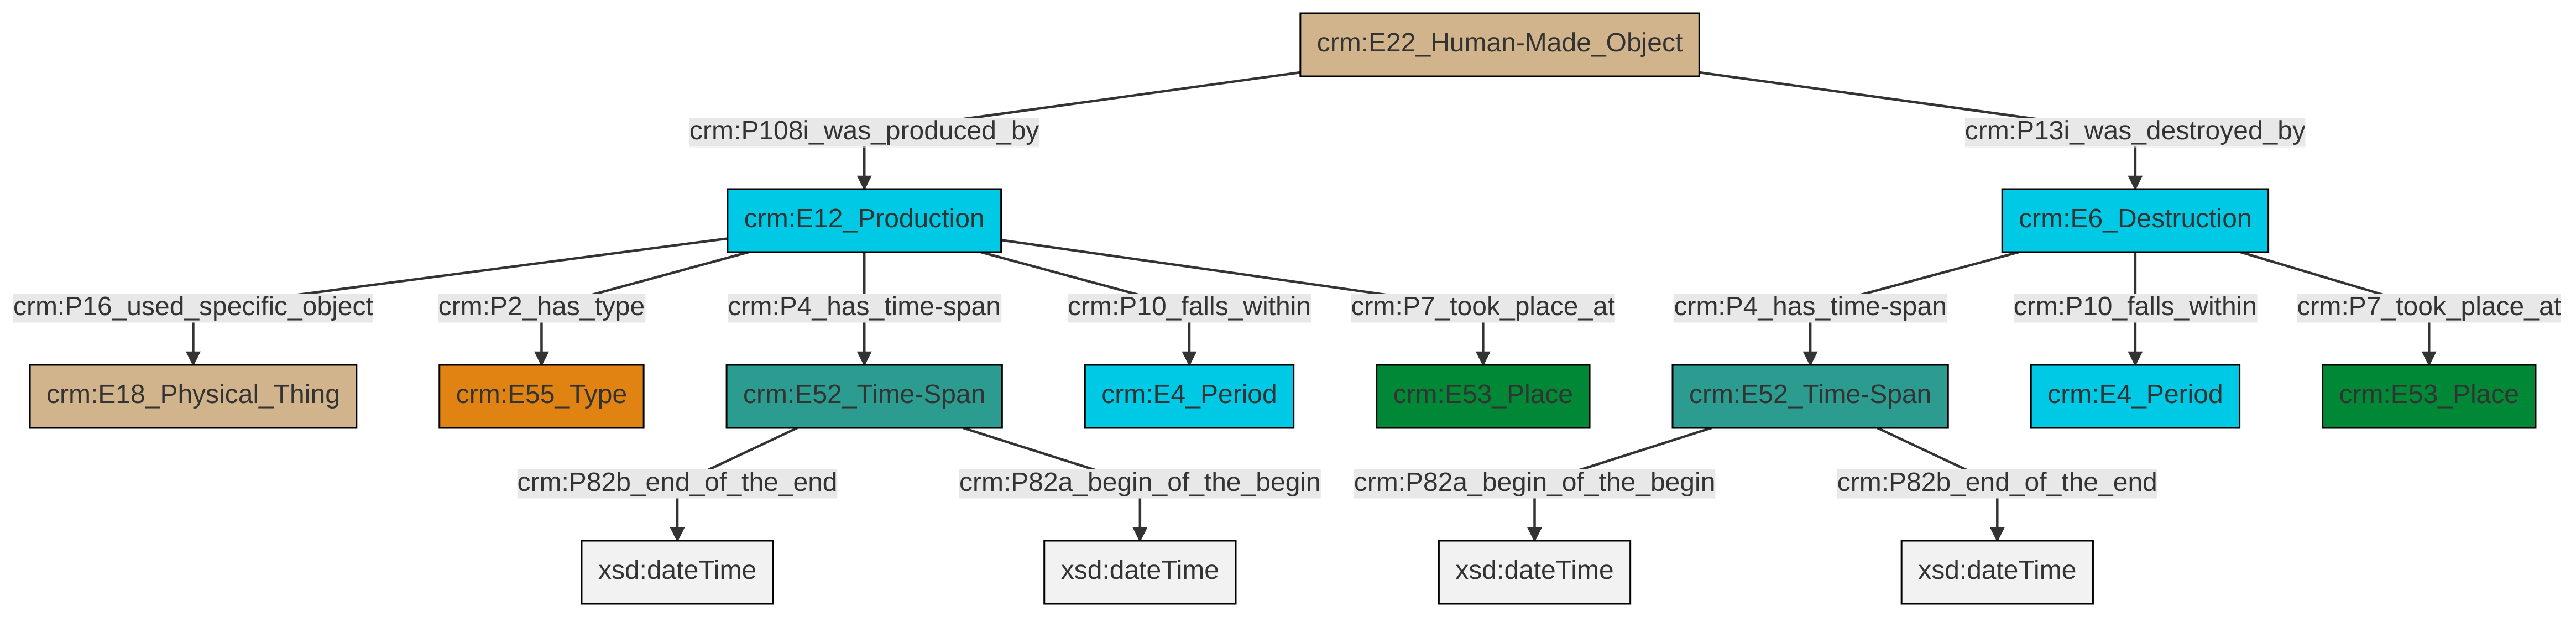 crm:E22_Human-Made_Object
crm:P108i_was_produced_by
crm:P13i_was_destroyed_by
crm:E12_Production
crm:E6_Destruction
crm:P16_used_specific_object
crm:P2_has_type
crm:P4_has_time-span
crm:P10_falls_within
crm:P7_took_place_at
crm:P4_has_time-span
crm:P10_falls_within
crm:P7_took_place_at
crm:E18_Physical_Thing
crm:E55_Type
crm:E52_Time-Span
crm:E4_Period
crm:E53_Place
crm:E52_Time-Span
crm:E4_Period
crm:E53_Place
crm:P82b_end_of_the_end
crm:P82a_begin_of_the_begin
crm:P82a_begin_of_the_begin
crm:P82b_end_of_the_end
xsd:dateTime
xsd:dateTime
xsd:dateTime
xsd:dateTime